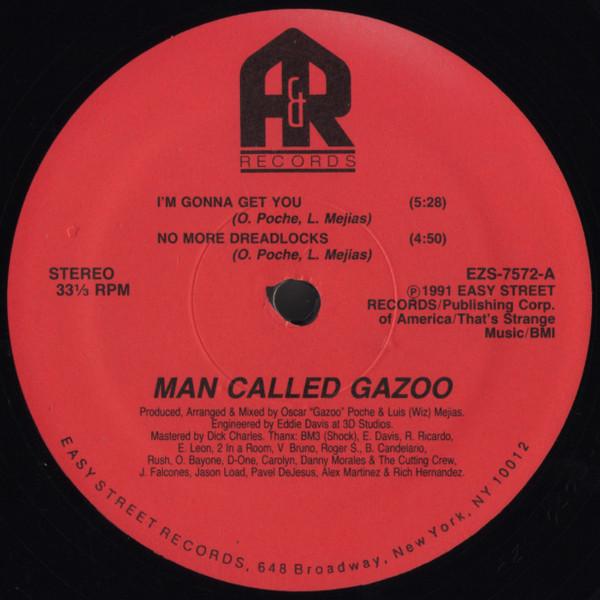 A&R
RECORDS
I'M GONNA GET YOU (5:28)
(O. Poche, L. Mejias)
NO MORE DREADLOCKS (4:50)
(O. Poche, L. Mejias)
STEREO
33⅓ RPM
EZS-7572-A
℗1991 EASY STREET
RECORDS/Publishing Corp.
of America/That's Strange
Music/BMI
MAN CALLED GAZOO
Produced, Arranged & Mixed by Oscar "Gazoo" Poche & Luis (Wiz) Mejias.
Engineered by Eddie Davis at 3D Studios.
Mastered by Dick Charles. Thanx: BM3 (Shock), E. Davis, R. Ricardo,
E. Leon, 2 In a Room, V Bruno, Roger S., B. Candelario,
Rush, O. Bayone, D-One, Carolyn, Danny Morales & The Cutting Crew,
J. Falcones, Jason Load, Pavel DeJesus, Alex Martinez & Rich Hernandez.
EASY STREET RECORDS, 648 Broadway, New York, NY 10012